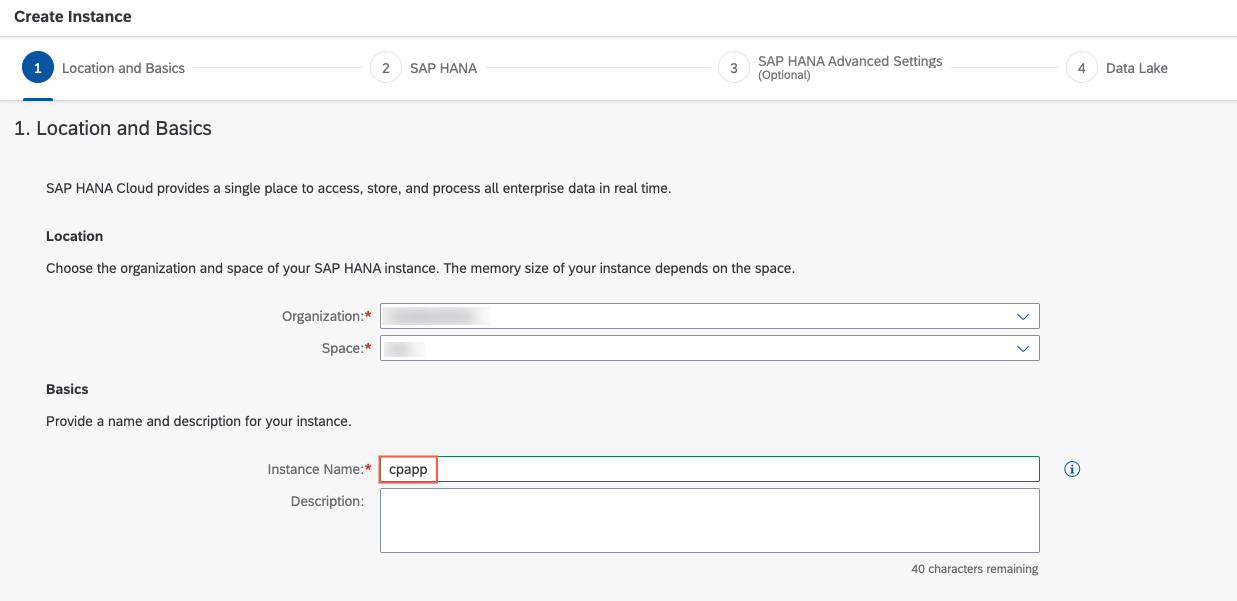 Create Instance
1 Location and Basics 2 SAP HANA 3 SAP HANA Advanced Settings (Optional) 4 Data Lake
1. Location and Basics
SAP HANA Cloud provides a single place to access, store, and process all enterprise data in real time.
Location
Choose the organization and space of your SAP HANA instance. The memory size of your instance depends on the space.
Organization:*
Space:*
Basics
Provide a name and description for your instance.
Instance Name:* cpapp
Description:
40 characters remaining